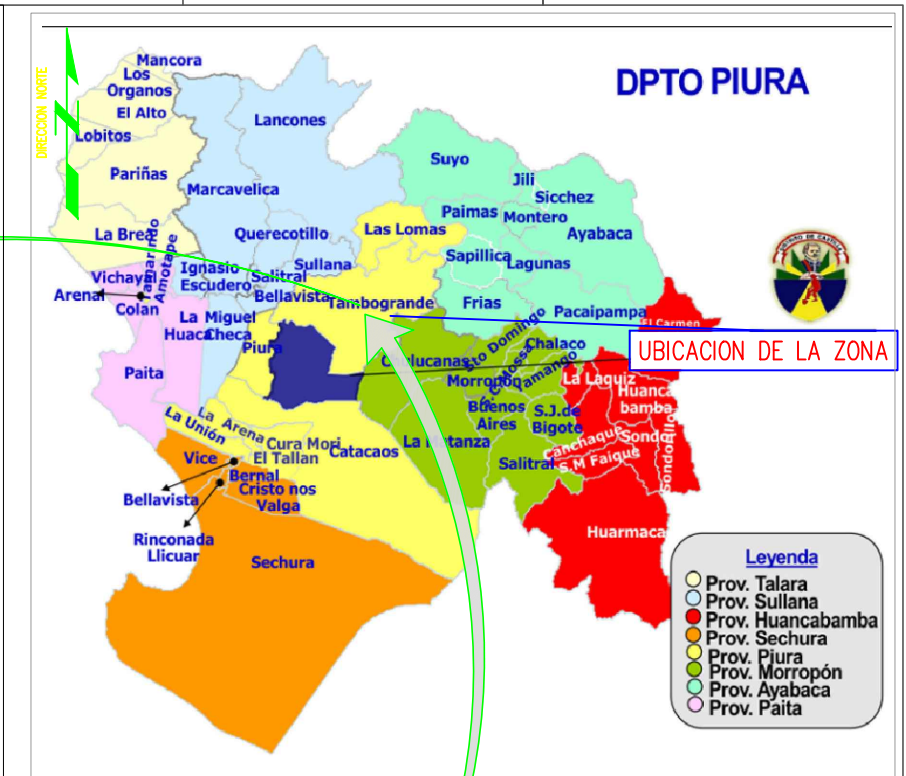 DIRECCION NORTE
N
DPTO PIURA
Mancora
Los
Organos
El Alto
Lobitos
Pariñas
La Brea
Tamarindo
Amotape
Lancones
Marcavelica
Querecotillo
Ignasio
Escudero
Salitral
Sullana
Bellavista
Miguel
Checa
Vichayal
Arenal
Colan
La
Huaca
Paita
Suyo
Jili
Sicchez
Paimas
Montero
Ayabaca
Sapillica
Lagunas
Frias
Pacaipampa
Las Lomas
Tambogrande
Piura
La Arena
La Unión
Cura Mori
El Tallan
Catacaos
Sto Domingo
Chalaco
Chulucanas
Yamango
Morropón
Buenos
Aires
S.J.de
Bigote
La Matanza
Salitral
El Carmen
UBICACION DE LA ZONA
La Laquiz
Huanca
bamba
Canchaque
Sondor
Sondorillo
S.M Faique
Huarmaca
Vice
Bernal
Cristo nos
Valga
Bellavista
Rinconada
Llicuar
Sechura
Leyenda
Prov. Talara
Prov. Sullana
Prov. Huancabamba
Prov. Sechura
Prov. Piura
Prov. Morropón
Prov. Ayabaca
Prov. Paita